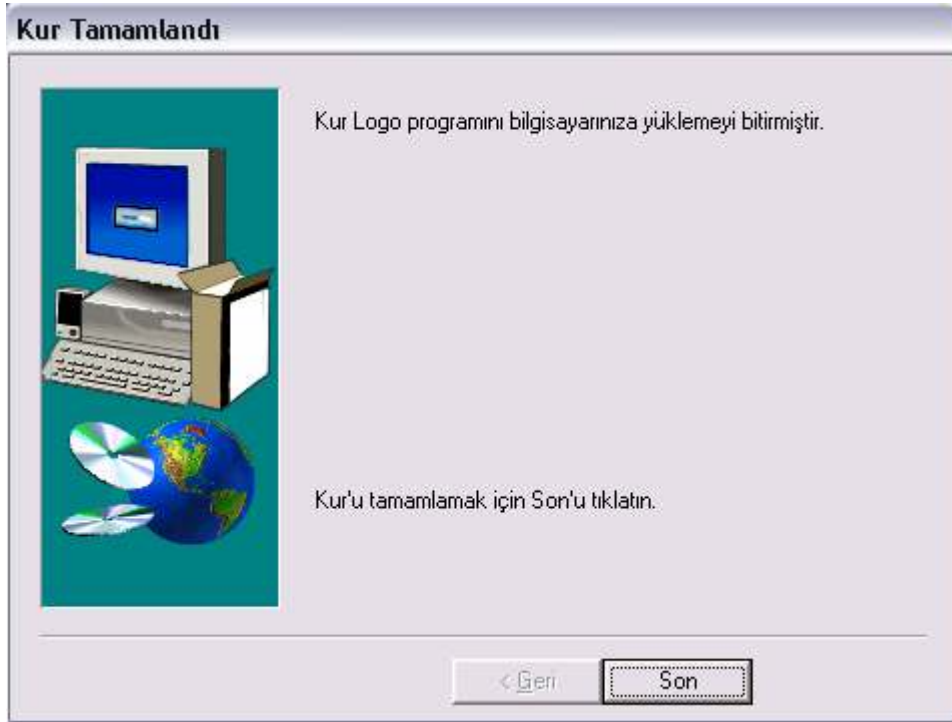 Kur Tamamlandı
Kur Logo programını bilgisayarınıza yüklemeyi bitirmiştir.
Kur'u tamamlamak için Son'u tıklatın.
< Geri
Son